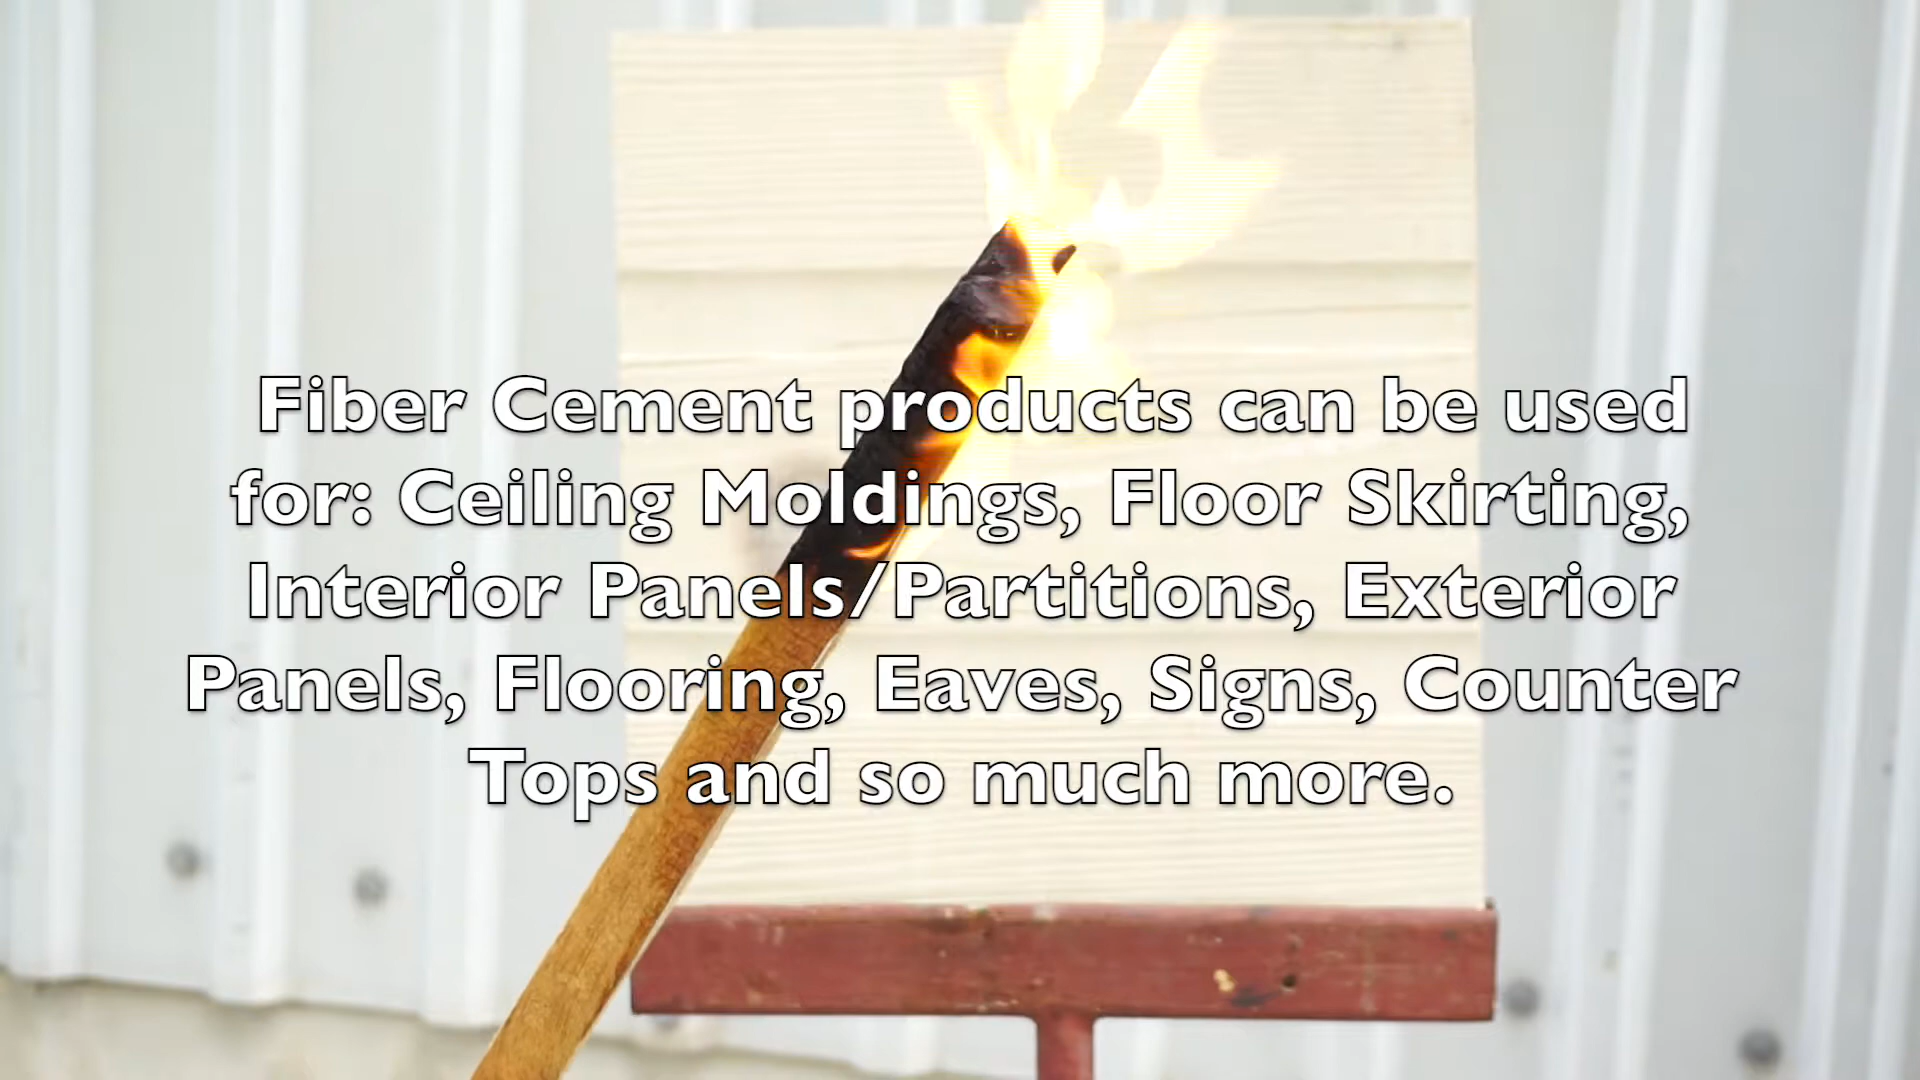 Fiber Cement products can be used
for: Ceiling Moldings, Floor Skirting,
Interior Panels/Partitions, Exterior
Panels, Flooring, Eaves, Signs, Counter
Tops and so much more.